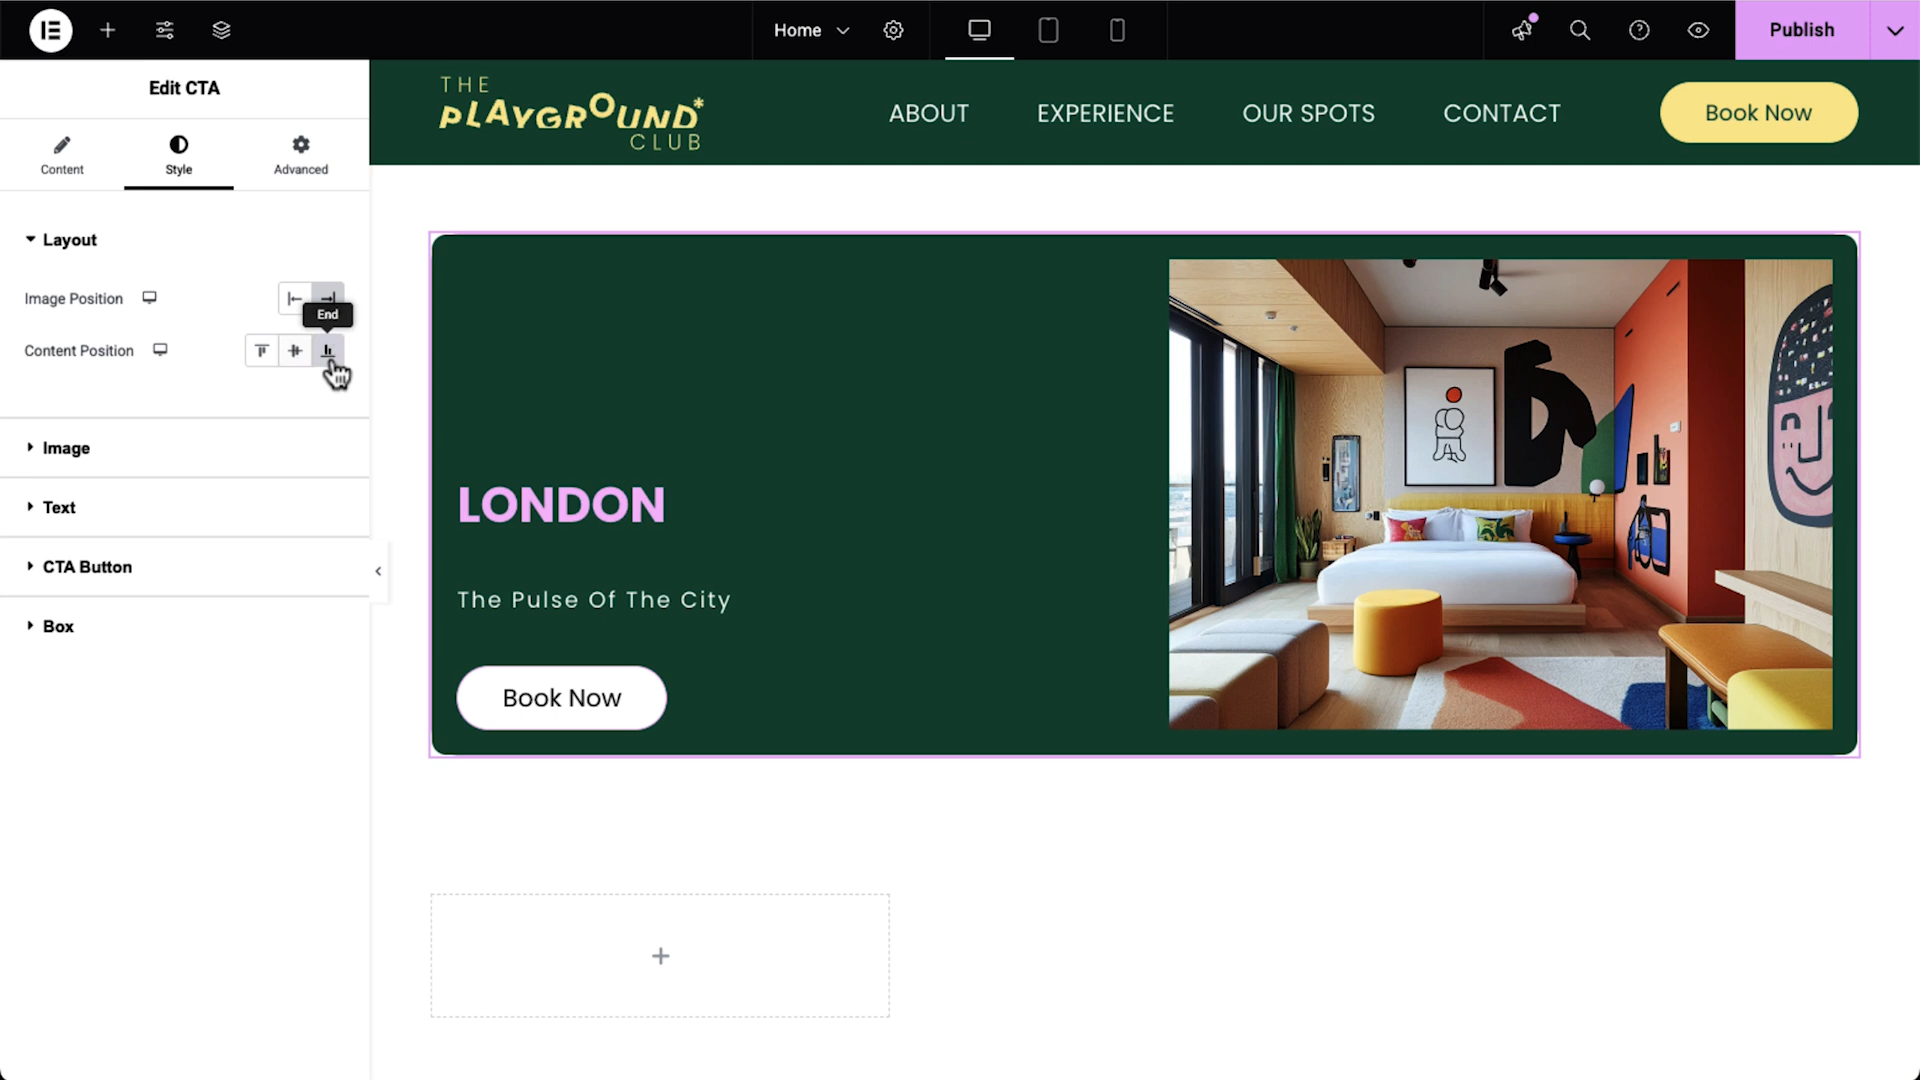 Home
Publish
Edit CTA
Content
Style
Advanced
Layout
Image Position
End
Content Position
Image
Text
CTA Button
Box
THE
PLAYGROUND*
CLUB
ABOUT
EXPERIENCE
OUR SPOTS
CONTACT
Book Now
LONDON
The Pulse Of The City
Book Now